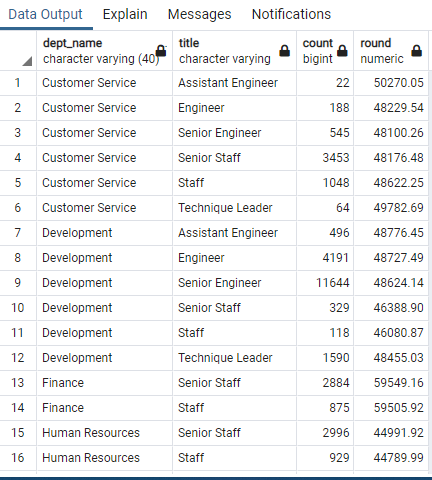 Data Output Explain Messages Notifications
dept_name title count round
character varying (40) character varying bigint numeric
1 Customer Service Assistant Engineer 22 50270.05
2 Customer Service Engineer 188 48229.54
3 Customer Service Senior Engineer 545 48100.26
4 Customer Service Senior Staff 3453 48176.48
5 Customer Service Staff 1048 48622.25
6 Customer Service Technique Leader 64 49782.69
7 Development Assistant Engineer 496 48776.45
8 Development Engineer 4191 48727.49
9 Development Senior Engineer 11644 48624.14
10 Development Senior Staff 329 46388.90
11 Development Staff 118 46080.87
12 Development Technique Leader 1590 48455.03
13 Finance Senior Staff 2884 59549.16
14 Finance Staff 875 59505.92
15 Human Resources Senior Staff 2996 44991.92
16 Human Resources Staff 929 44789.99